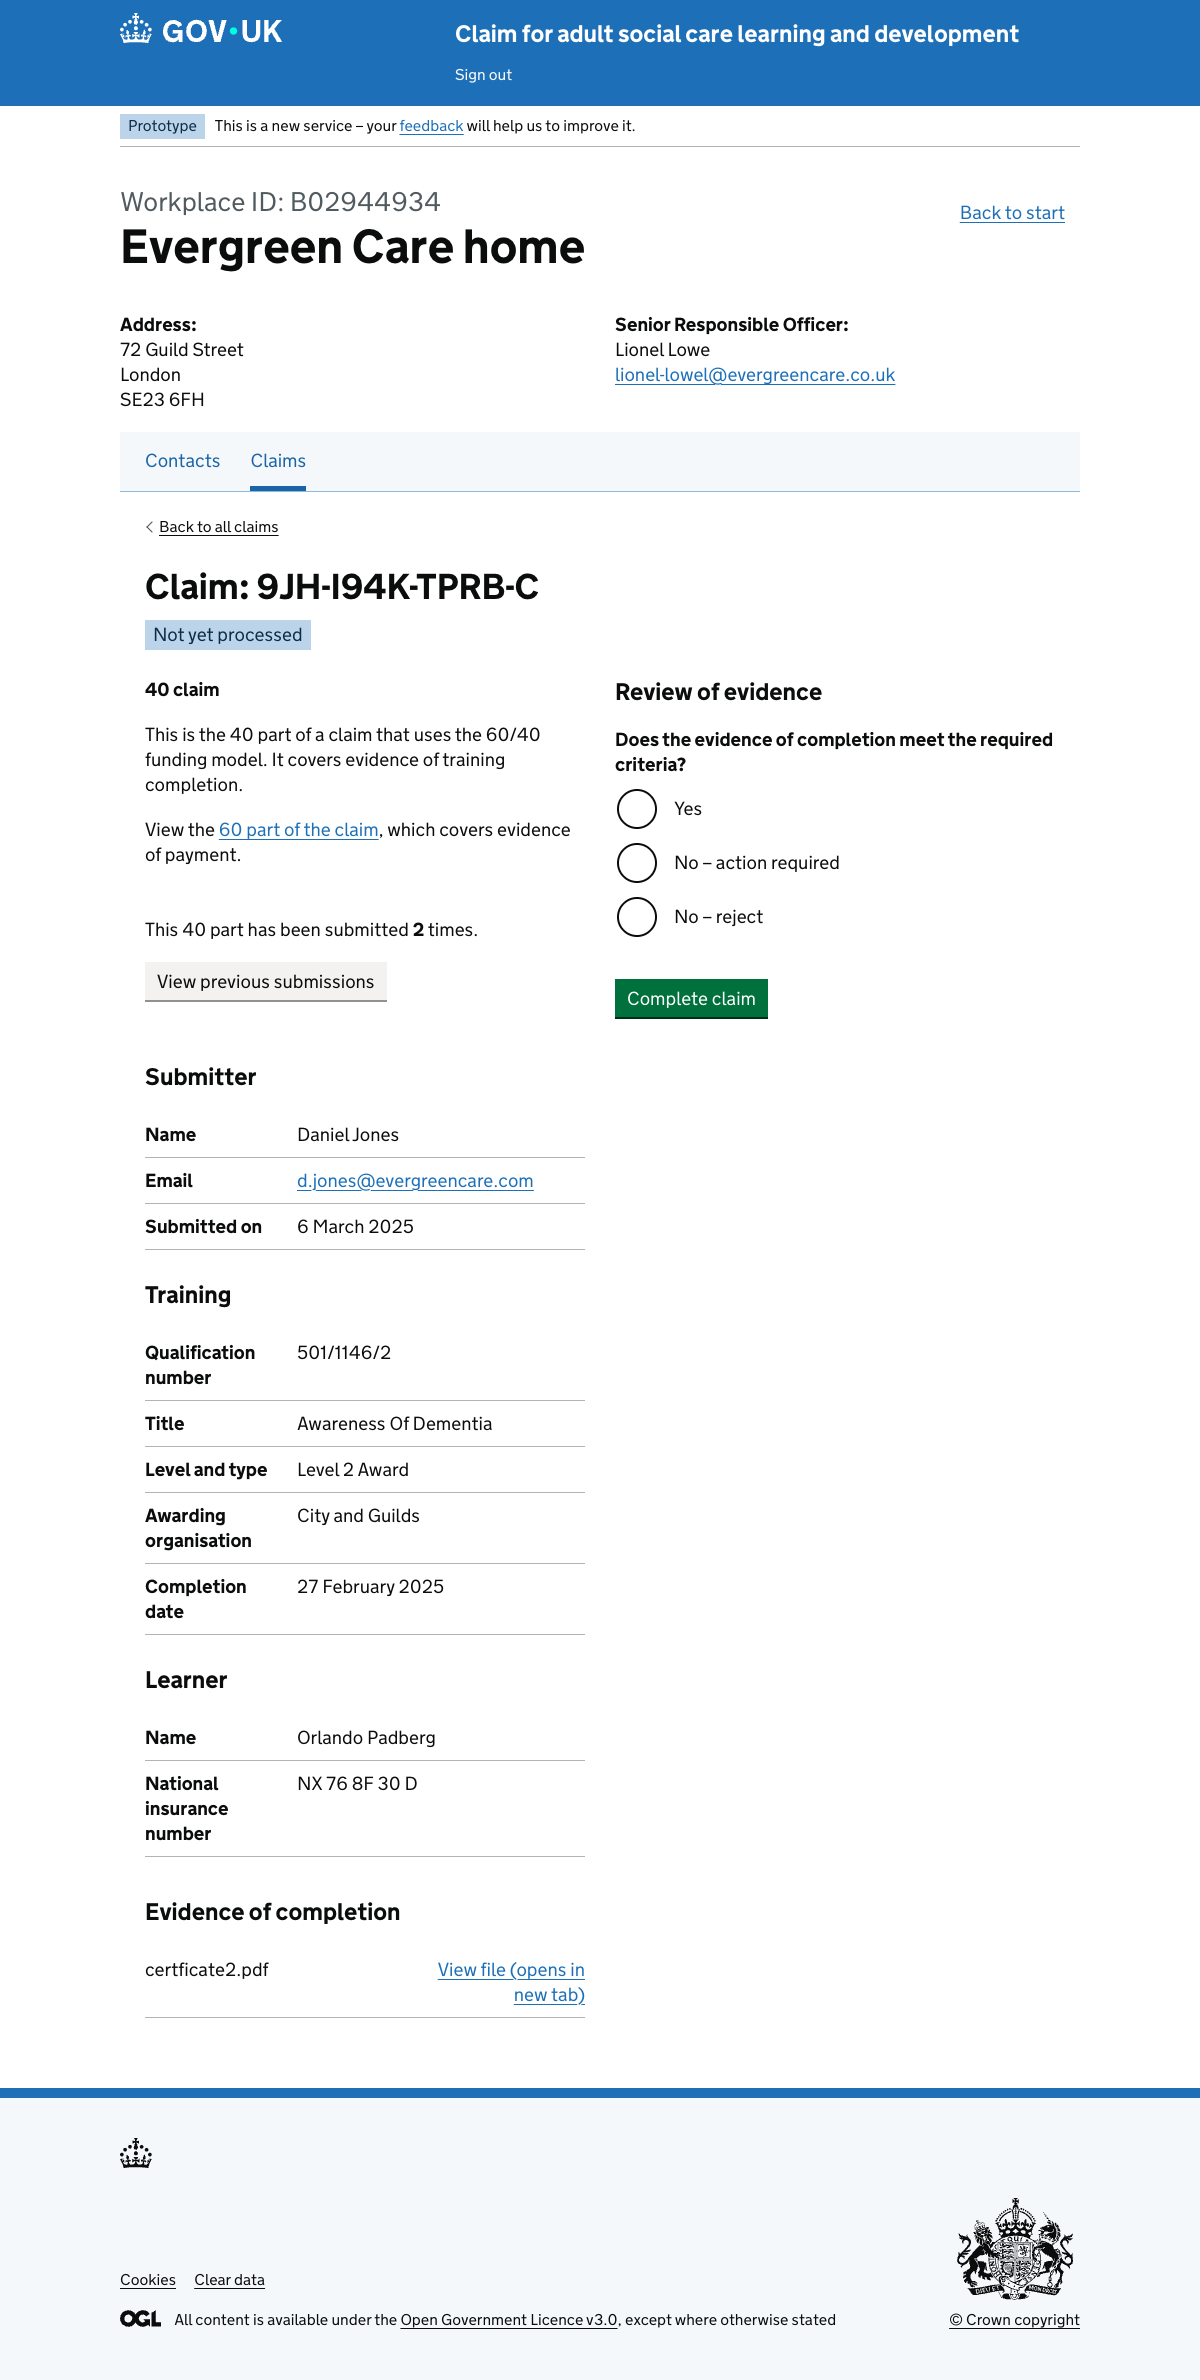 GOV·UK
Claim for adult social care learning and development
Sign out
Prototype This is a new service – your feedback will help us to improve it.
Workplace ID: B02944934
Evergreen Care home
Back to start
Address:
72 Guild Street
London
SE23 6FH
Senior Responsible Officer:
Lionel Lowe
lionel-lowel@evergreencare.co.uk
Contacts Claims
Back to all claims
Claim: 9JH-I94K-TPRB-C
Not yet processed
40 claim
This is the 40 part of a claim that uses the 60/40
funding model. It covers evidence of training
completion.
View the 60 part of the claim, which covers evidence
of payment.
This 40 part has been submitted 2 times.
View previous submissions
Review of evidence
Does the evidence of completion meet the required
criteria?
Yes
No – action required
No – reject
Complete claim
Submitter
Name Daniel Jones
Email d.jones@evergreencare.com
Submitted on 6 March 2025
Training
Qualification
number
501/1146/2
Title Awareness Of Dementia
Level and type Level 2 Award
Awarding
organisation
City and Guilds
Completion
date
27 February 2025
Learner
Name Orlando Padberg
National
insurance
number
NX 76 8F 30 D
Evidence of completion
certficate2.pdf
View file (opens in
new tab)
Cookies Clear data
OGL All content is available under the Open Government Licence v3.0, except where otherwise stated
© Crown copyright